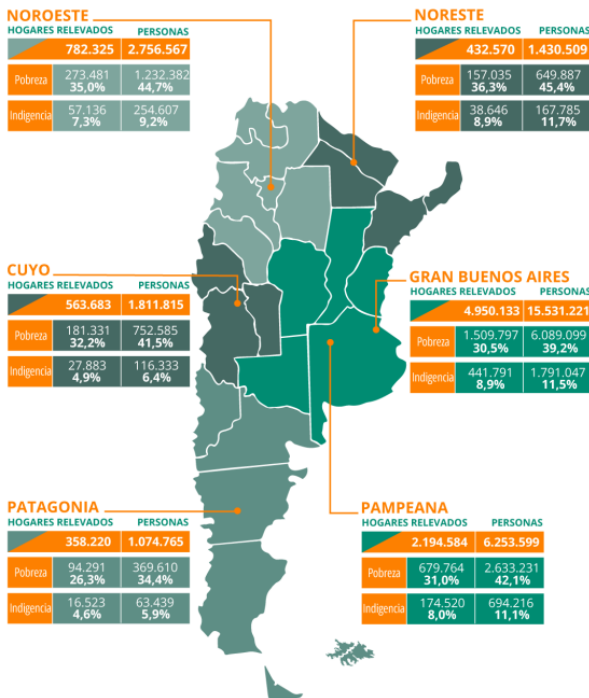 NOROESTE
HOGARES RELEVADOS PERSONAS
782.325 2.756.567
Pobreza 273.481 35,0% 1.232.382 44,7%
Indigencia 57.136 7,3% 254.607 9,2%
NORESTE
HOGARES RELEVADOS PERSONAS
432.570 1.430.509
Pobreza 157.035 36,3% 649.887 45,4%
Indigencia 38.646 8,9% 167.785 11,7%
CUYO
HOGARES RELEVADOS PERSONAS
563.683 1.811.815
Pobreza 181.331 32,2% 752.585 41,5%
Indigencia 27.883 4,9% 116.333 6,4%
GRAN BUENOS AIRES
HOGARES RELEVADOS PERSONAS
4.950.133 15.531.221
Pobreza 1.509.797 30,5% 6.089.099 39,2%
Indigencia 441.791 8,9% 1.791.047 11,5%
PATAGONIA
HOGARES RELEVADOS PERSONAS
358.220 1.074.765
Pobreza 94.291 26,3% 369.610 34,4%
Indigencia 16.523 4,6% 63.439 5,9%
PAMPEANA
HOGARES RELEVADOS PERSONAS
2.194.584 6.253.599
Pobreza 679.764 31,0% 2.633.231 42,1%
Indigencia 174.520 8,0% 694.216 11,1%